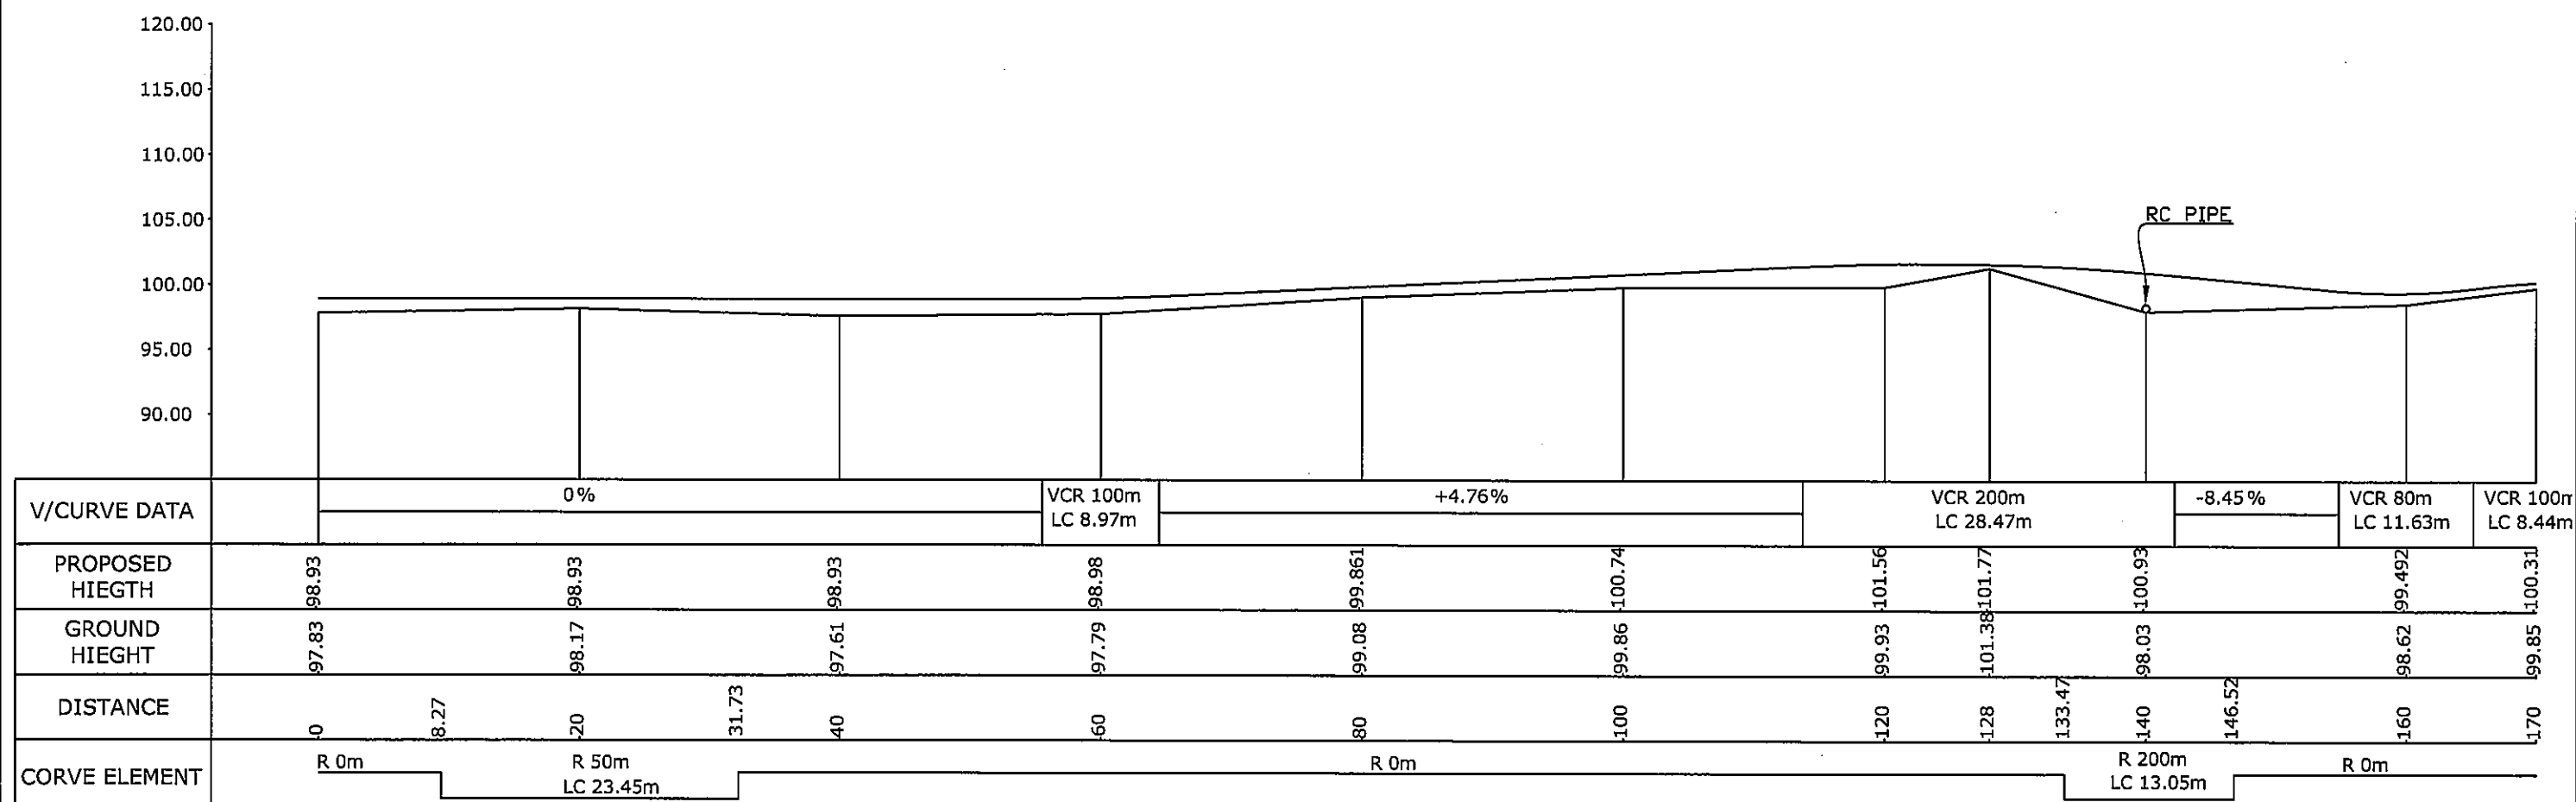 120.00
115.00
110.00
105.00
100.00
95.00
90.00
RC PIPE
V/CURVE DATA
0%
VCR 100m
LC 8.97m
+4.76%
VCR 200m
LC 28.47m
-8.45%
VCR 80m
LC 11.63m
VCR 100m
LC 8.44m
PROPOSED
HIEGTH
98.93
98.93
98.93
98.98
99.861
100.74
101.56
101.77
100.93
99.492
100.31
GROUND
HIEGHT
97.83
98.17
97.61
97.79
99.08
99.86
99.93
101.38
98.03
98.62
99.85
DISTANCE
0
8.27
20
31.73
40
60
80
100
120
128
133.47
140
146.52
160
170
CORVE ELEMENT
R 0m
R 50m
LC 23.45m
R 0m
R 200m
LC 13.05m
R 0m